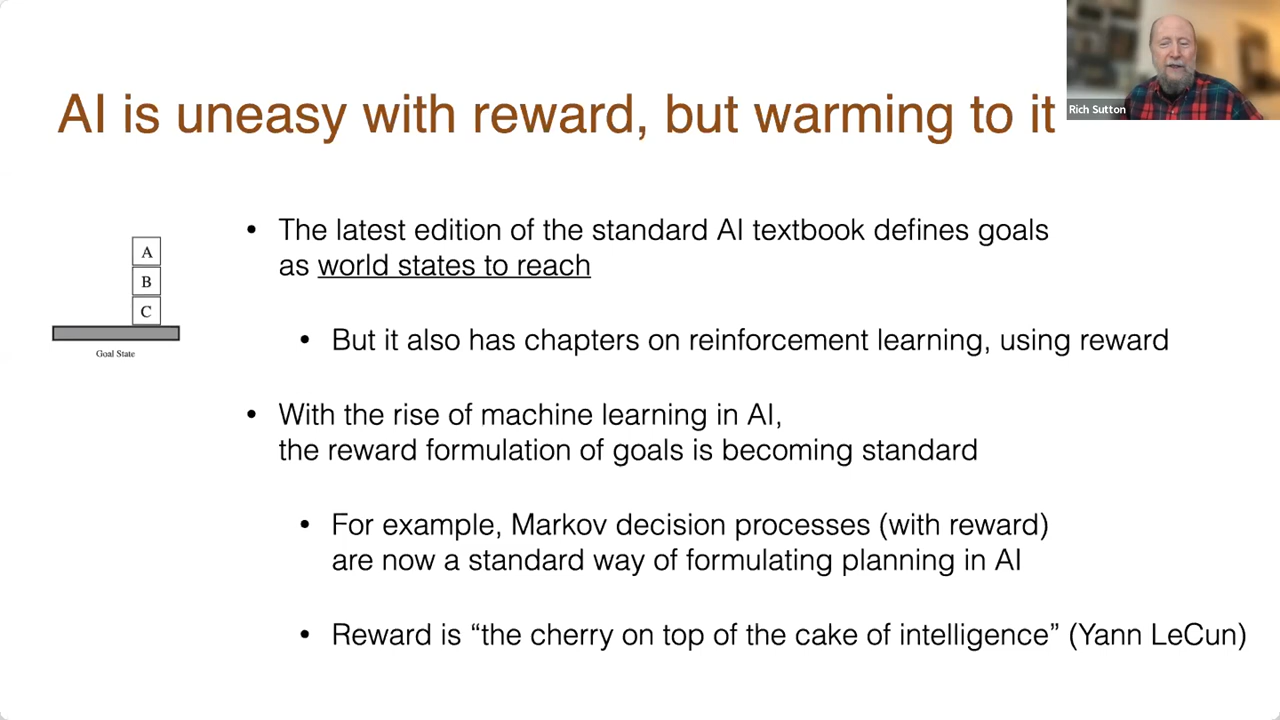 AI is uneasy with reward, but warming to it
Rich Sutton
A
B
C
Goal State
• The latest edition of the standard AI textbook defines goals
as world states to reach
• But it also has chapters on reinforcement learning, using reward
• With the rise of machine learning in AI,
the reward formulation of goals is becoming standard
• For example, Markov decision processes (with reward)
are now a standard way of formulating planning in AI
• Reward is “the cherry on top of the cake of intelligence” (Yann LeCun)